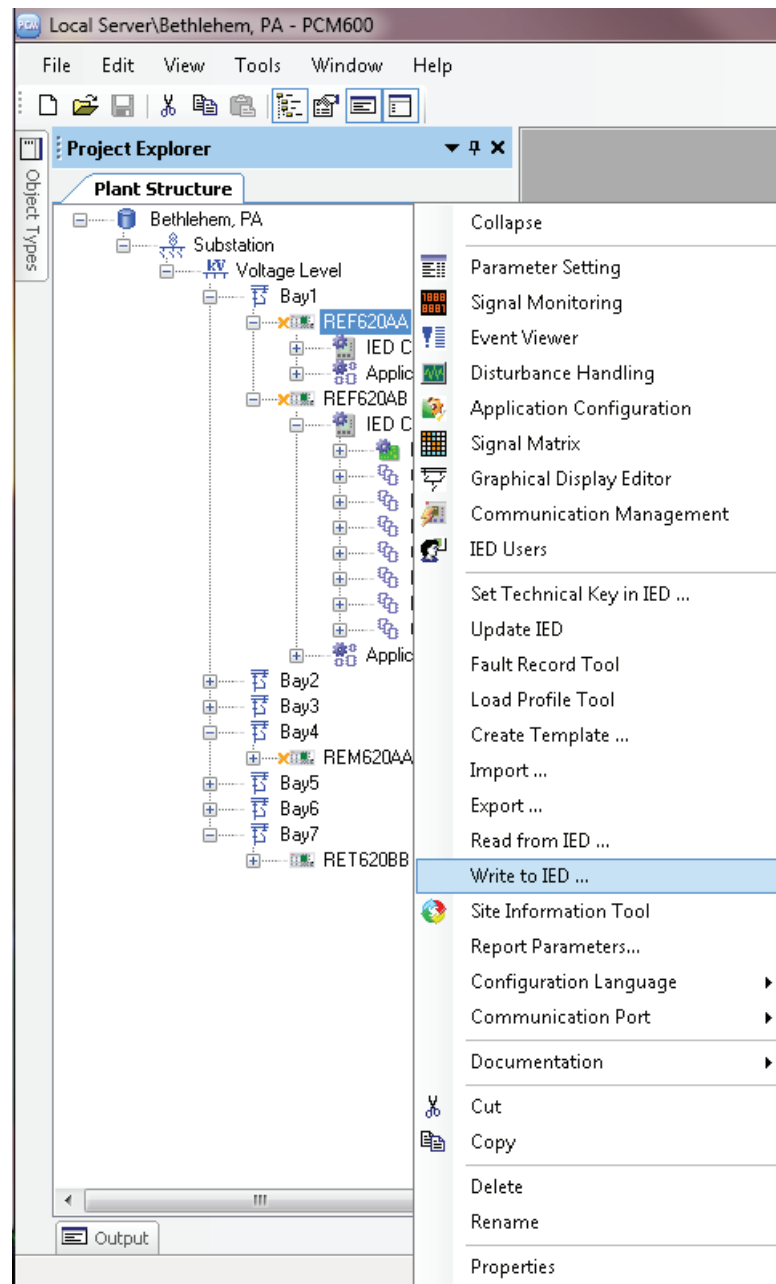 Local Server\Bethlehem, PA - PCM600
File Edit View Tools Window Help
Object Types
Project Explorer
Plant Structure
Bethlehem, PA
Substation
Voltage Level
Bay1
REF620AA
IED C
Applic
REF620AB
IED C
Applic
Bay2
Bay3
Bay4
REM620AA
Bay5
Bay6
Bay7
RET620BB
Output
Collapse
Parameter Setting
Signal Monitoring
Event Viewer
Disturbance Handling
Application Configuration
Signal Matrix
Graphical Display Editor
Communication Management
IED Users
Set Technical Key in IED ...
Update IED
Fault Record Tool
Load Profile Tool
Create Template ...
Import ...
Export ...
Read from IED ...
Write to IED ...
Site Information Tool
Report Parameters...
Configuration Language
Communication Port
Documentation
Cut
Copy
Delete
Rename
Properties